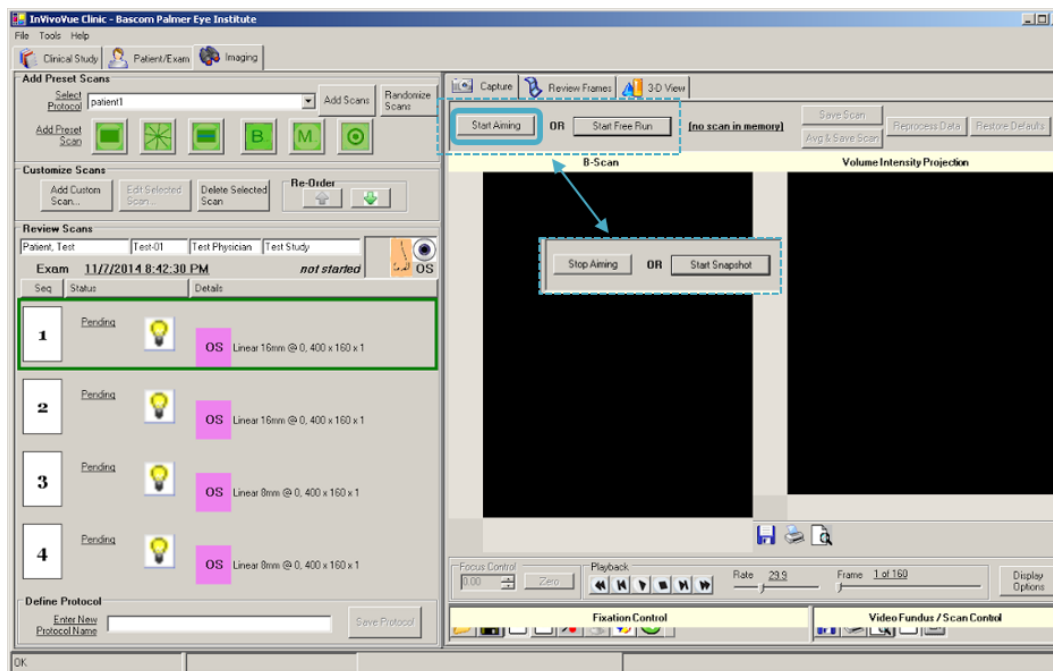 InVivoVue Clinic - Bascom Palmer Eye Institute
File Tools Help
Clinical Study Patient/Exam Imaging
Add Preset Scans
Select Protocol patient1 Add Scans Randomize Scans
Add Preset Scan B- M
Customize Scans
Add Custom Scan... Edit Selected Scan... Delete Selected Scan Re-Order
Review Scans
Patient, Test Test-01 Test Physician Test Study
Exam 11/7/2014 8:42:30 PM not started OS
Seq Status Details
1 Pending OS Linear 16mm @ 0, 400 x 160 x 1
2 Pending OS Linear 16mm @ 0, 400 x 160 x 1
3 Pending OS Linear 8mm @ 0, 400 x 160 x 1
4 Pending OS Linear 8mm @ 0, 400 x 160 x 1
Define Protocol
Enter New Protocol Name Save Protocol
OK
Capture Review Frames 3-D View
Start Aiming OR Start Free Run [no scan in memory] Save Scan
Avg & Save Scan Reprocess Data Restore Defaults
B-Scan Volume Intensity Projection
Stop Aiming OR Start Snapshot
Focus Control Playback
0.00 Zero Rate 29.9 Frame 1 of 160 Display Options
Fixation Control Video Fundus / Scan Control